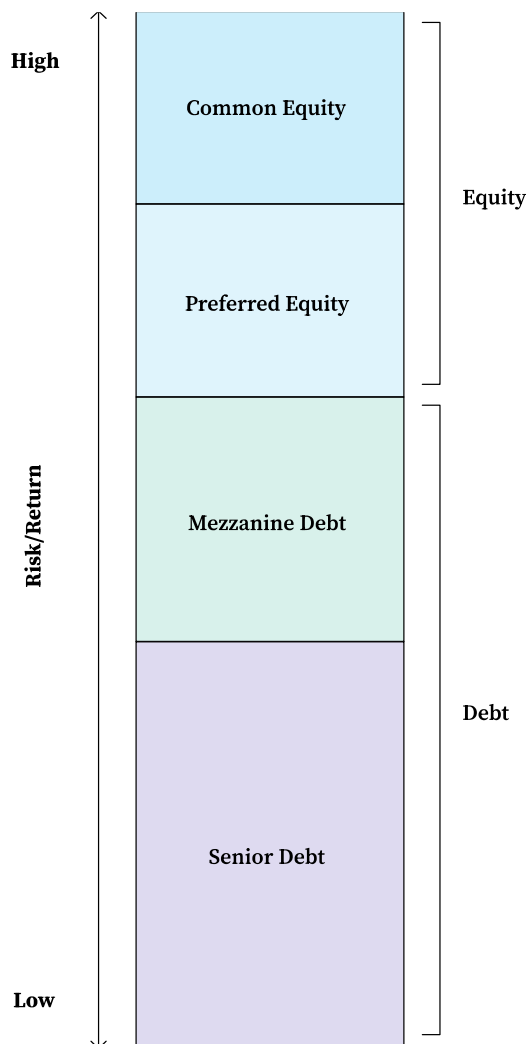 High
Common Equity
Equity
Preferred Equity
Risk/Return
Mezzanine Debt
Debt
Senior Debt
Low